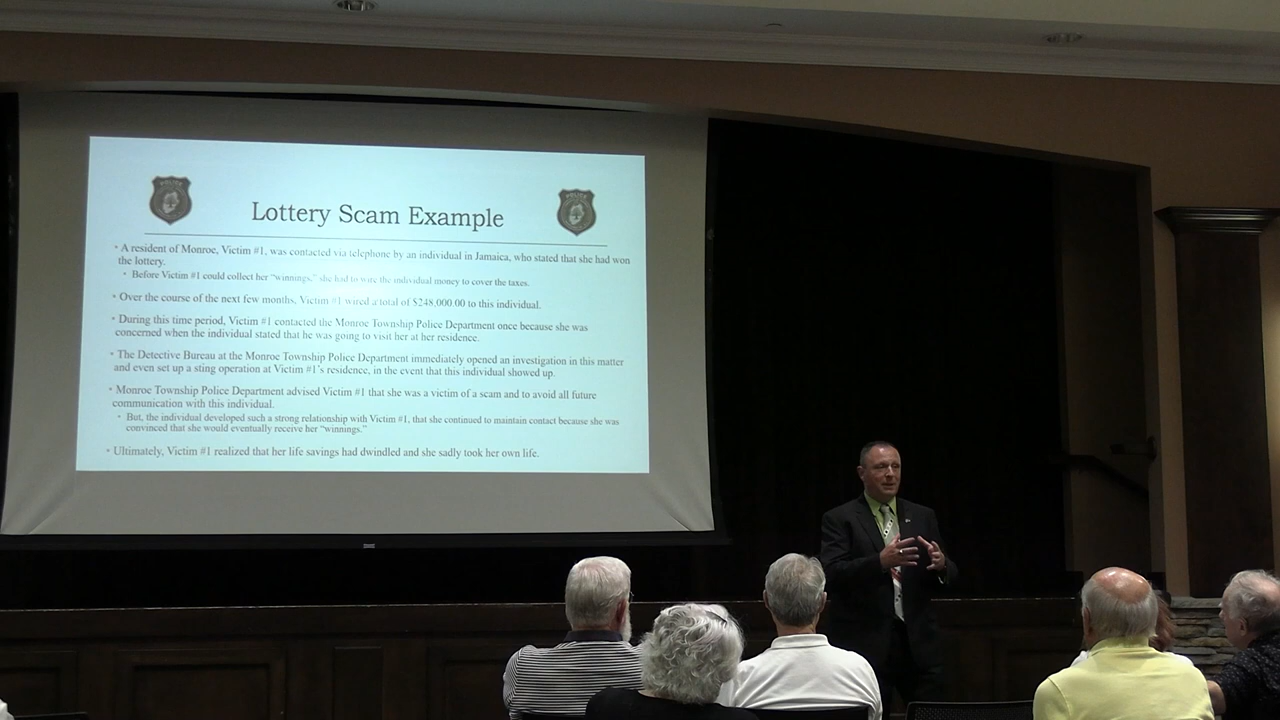 POLICE
POLICE
Lottery Scam Example
• A resident of Monroe, Victim #1, was contacted via telephone by an individual in Jamaica, who stated that she had won
the lottery.
• Before Victim #1 could collect her "winnings," she had to wire the individual money to cover the taxes.
• Over the course of the next few months, Victim #1 wired a total of $248,000.00 to this individual.
• During this time period, Victim #1 contacted the Monroe Township Police Department once because she was
concerned when the individual stated that he was going to visit her at her residence.
• The Detective Bureau at the Monroe Township Police Department immediately opened an investigation in this matter
and even set up a sting operation at Victim #1's residence, in the event that this individual showed up.
• Monroe Township Police Department advised Victim #1 that she was a victim of a scam and to avoid all future
communication with this individual.
• But, the individual developed such a strong relationship with Victim #1, that she continued to maintain contact because she was
convinced that she would eventually receive her "winnings."
• Ultimately, Victim #1 realized that her life savings had dwindled and she sadly took her own life.